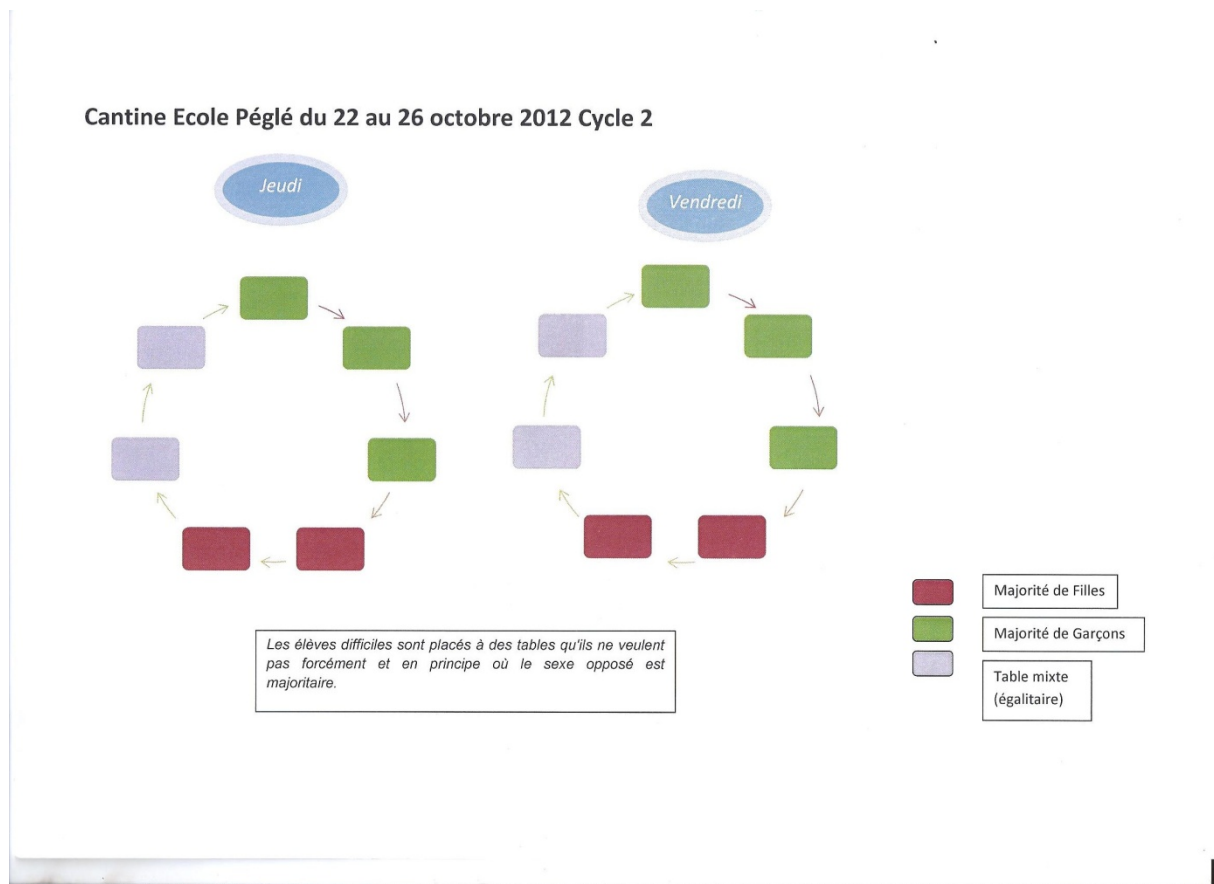 Cantine Ecole Péglé du 22 au 26 octobre 2012 Cycle 2
Jeudi
Vendredi
Les élèves difficiles sont placés à des tables qu'ils ne veulent
pas forcément et en principe où le sexe opposé est
majoritaire.
Majorité de Filles
Majorité de Garçons
Table mixte
(égalitaire)